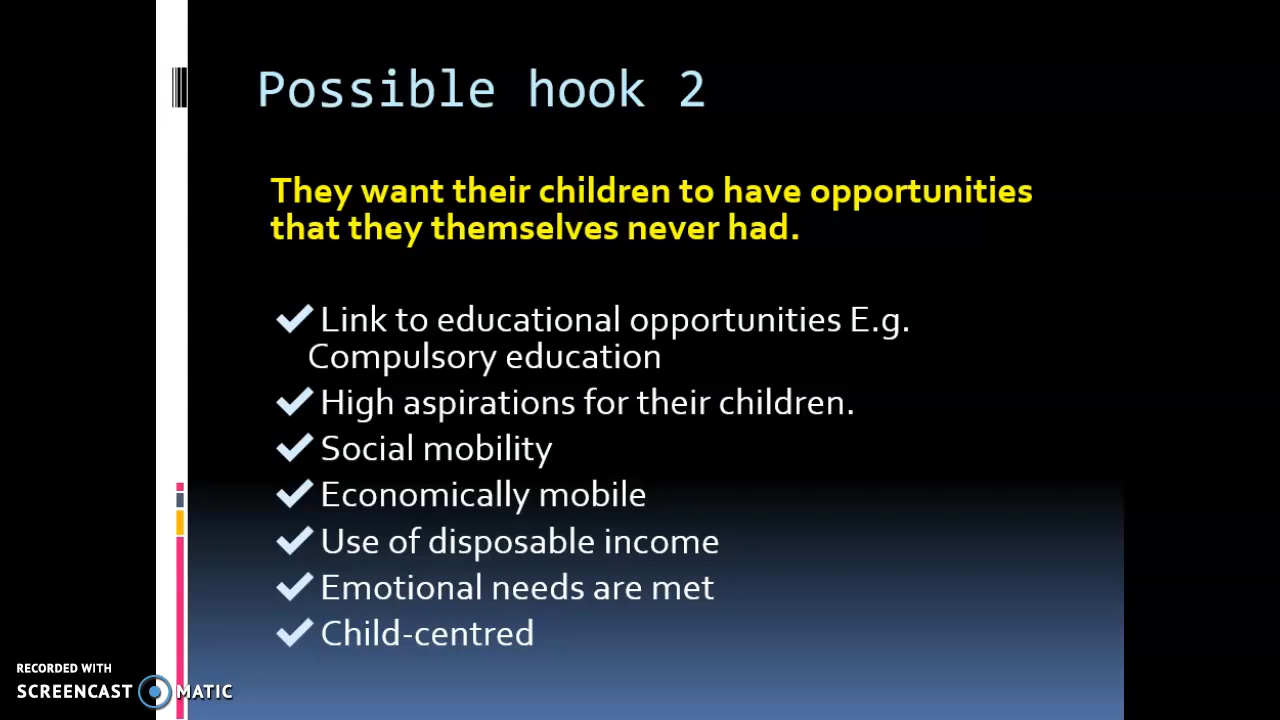 Possible hook 2
They want their children to have opportunities
that they themselves never had.
Link to educational opportunities E.g.
Compulsory education
High aspirations for their children.
Social mobility
Economically mobile
Use of disposable income
Emotional needs are met
Child-centred
RECORDED WITH
SCREENCAST MATIC